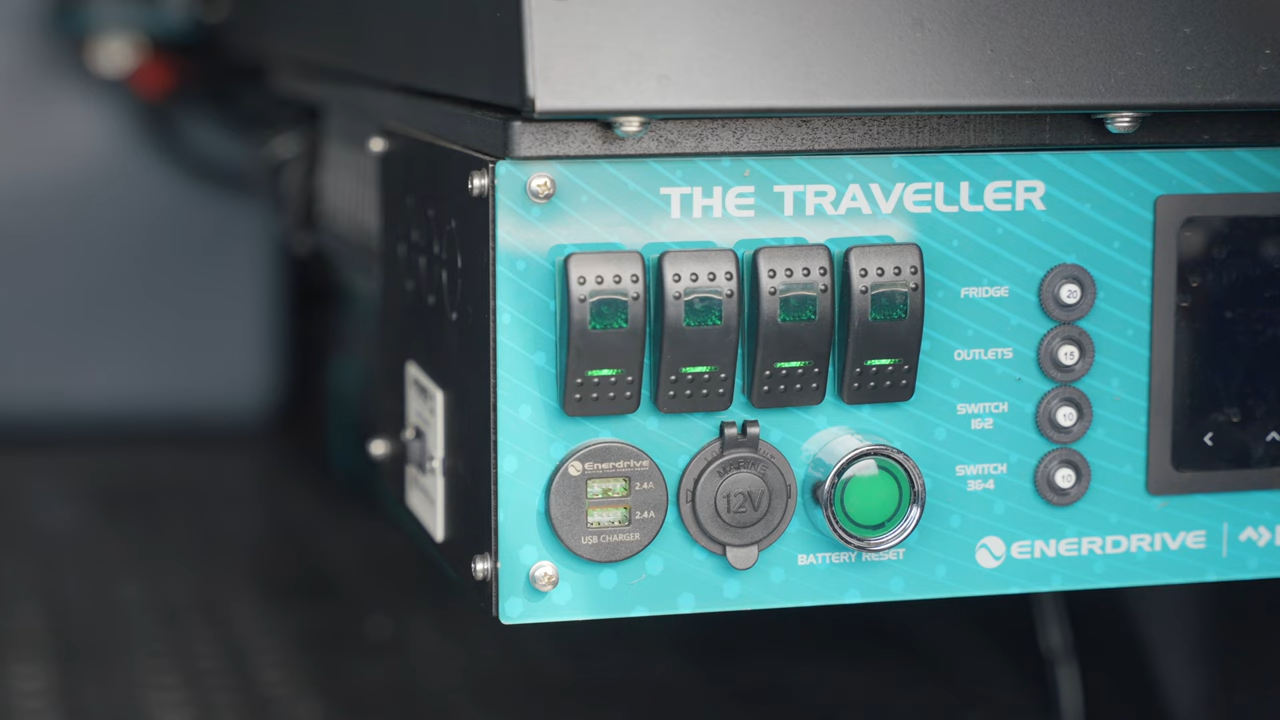 THE TRAVELLER
FRIDGE
20
OUTLETS
15
SWITCH
1&2
10
SWITCH
3&4
10
Enerdrive
2.4A
2.4A
USB CHARGER
MARINE
12V
BATTERY RESET
ENERDRIVE